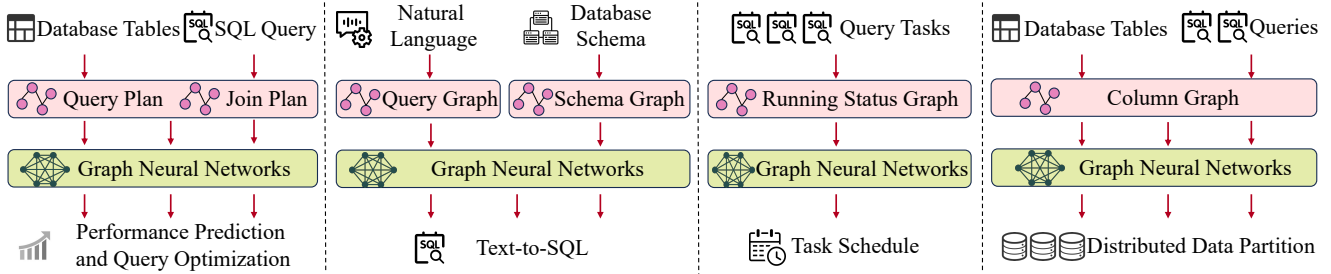 Database Tables
SQL
SQL Query
Query Plan
Join Plan
Graph Neural Networks
Performance Prediction
and Query Optimization
Natural
Language
Database
Schema
Query Graph
Schema Graph
Graph Neural Networks
SQL
Text-to-SQL
SQL
SQL
SQL
Query Tasks
Running Status Graph
Graph Neural Networks
Task Schedule
Database Tables
SQL
SQL
Queries
Column Graph
Graph Neural Networks
Distributed Data Partition